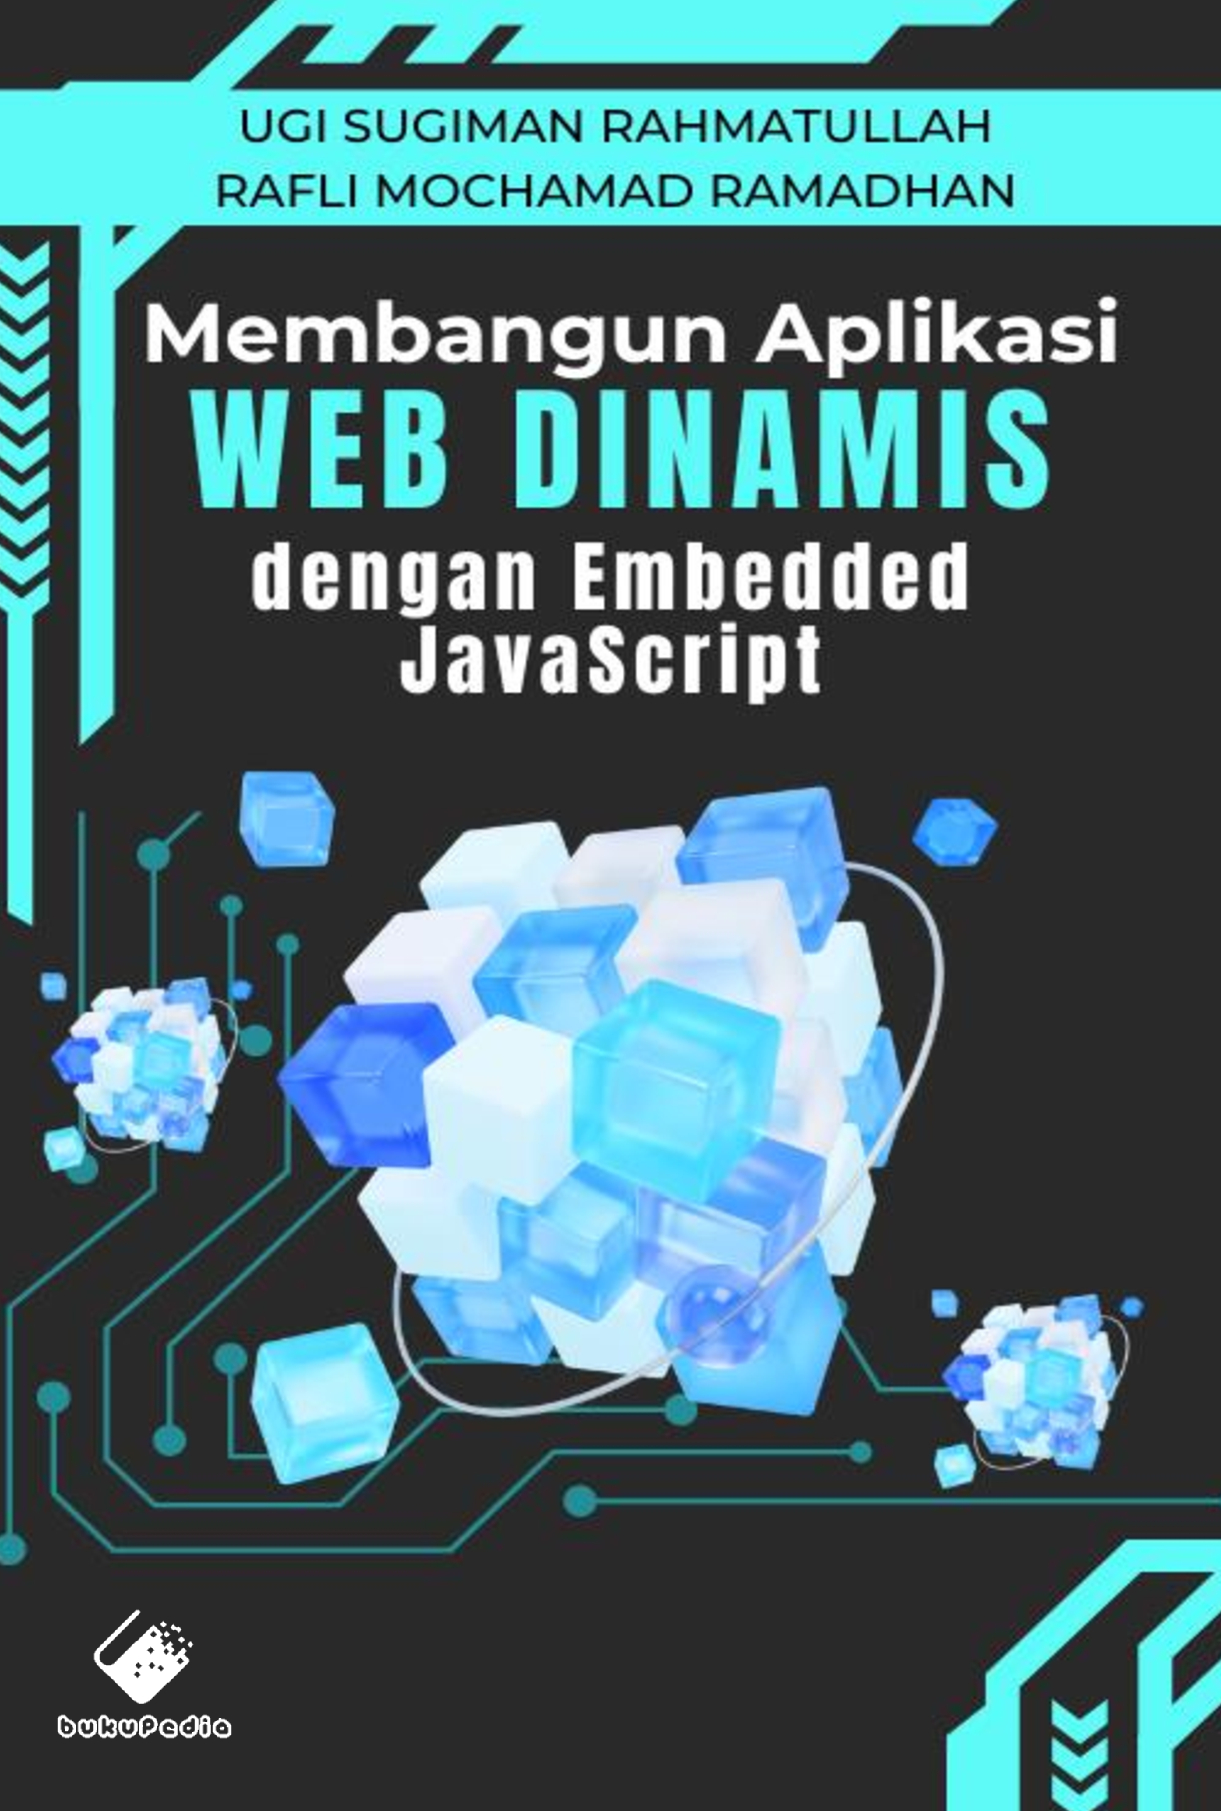 UGI SUGIMAN RAHMATULLAH
RAFLI MOCHAMAD RAMADHAN
Membangun Aplikasi
WEB DINAMIS
dengan Embedded
JavaScript
bukuPedia